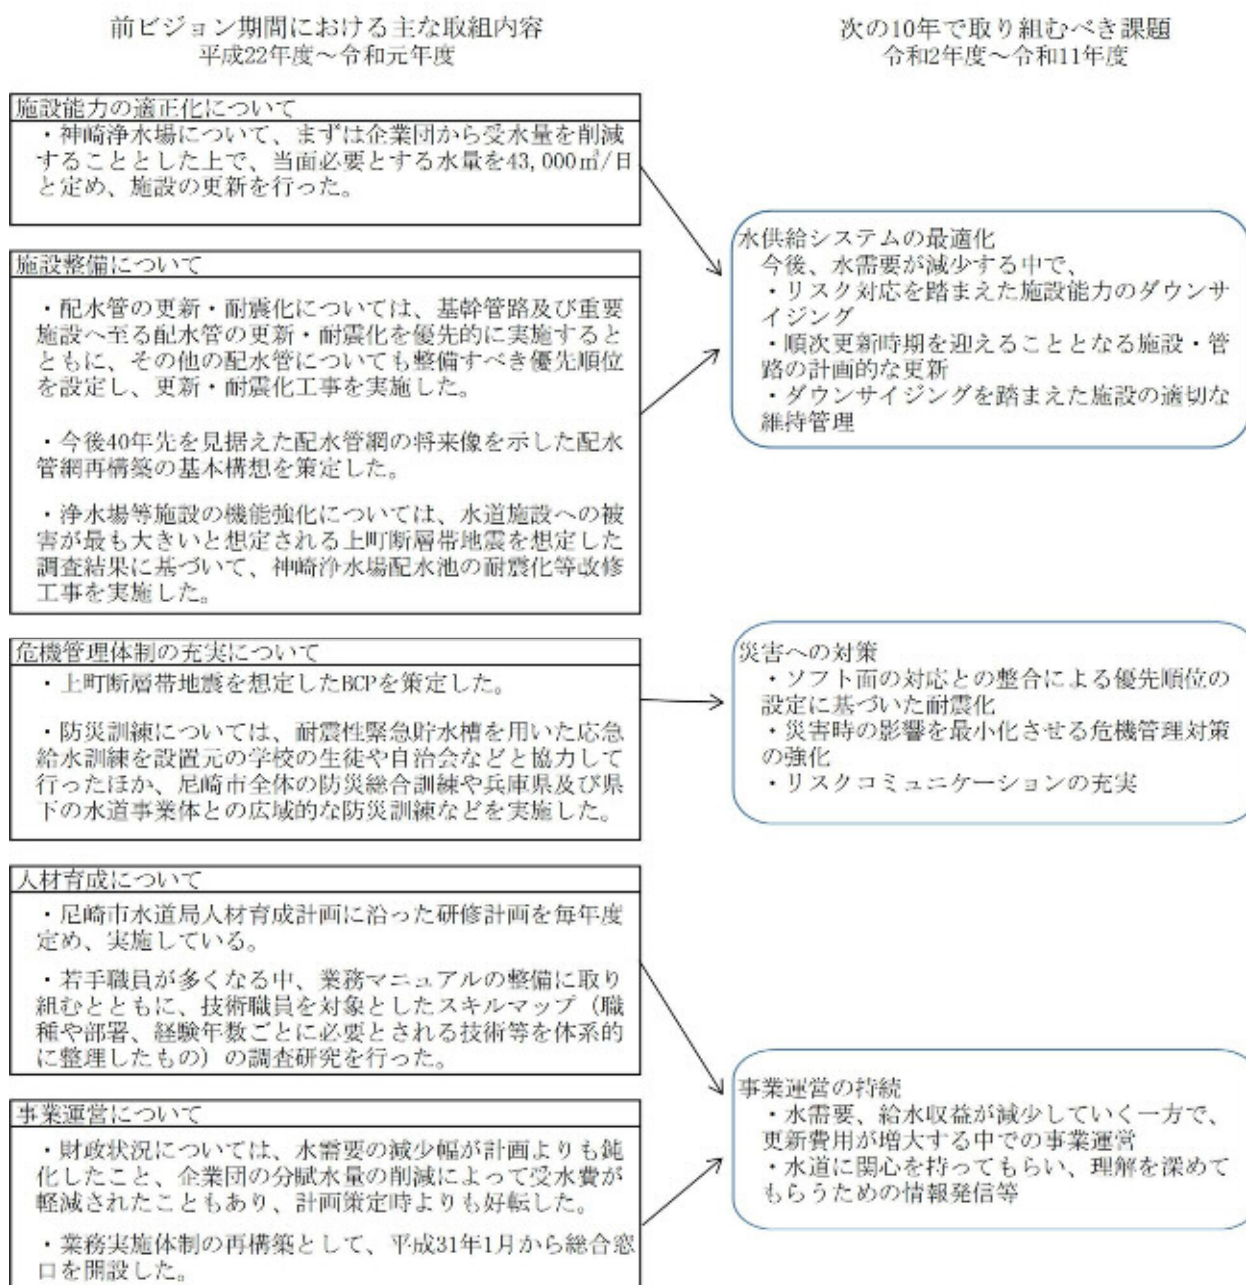 前ビジョン期間における主な取組内容
平成22年度～令和元年度
次の10年で取り組むべき課題
令和2年度～令和11年度
施設能力の適正化について
・神崎浄水場について、まずは企業団から受水量を削減
することとした上で、当面必要とする水量を43,000㎥/日
と定め、施設の更新を行った。
施設整備について
・配水管の更新・耐震化については、基幹管路及び重要
施設へ至る配水管の更新・耐震化を優先的に実施すると
ともに、その他の配水管についても整備すべき優先順位
を設定し、更新・耐震化工事を実施した。
・今後40年先を見据えた配水管網の将来像を示した配水
管網再構築の基本構想を策定した。
・浄水場等施設の機能強化については、水道施設への被
害が最も大きいと想定される上町断層帯地震を想定した
調査結果に基づいて、神崎浄水場配水池の耐震化等改修
工事を実施した。
水供給システムの最適化
今後、水需要が減少する中で、
・リスク対応を踏まえた施設能力のダウンサ
イジング
・順次更新時期を迎えることとなる施設・管
路の計画的な更新
・ダウンサイジングを踏まえた施設の適切な
維持管理
危機管理体制の充実について
・上町断層帯地震を想定したBCPを策定した。
・防災訓練については、耐震性緊急貯水槽を用いた応急
給水訓練を設置元の学校の生徒や自治会などと協力して
行ったほか、尼崎市全体の防災総合訓練や兵庫県及び県
下の水道事業体との広域的な防災訓練などを実施した。
災害への対策
・ソフト面の対応との整合による優先順位の
設定に基づいた耐震化
・災害時の影響を最小化させる危機管理対策
の強化
・リスクコミュニケーションの充実
人材育成について
・尼崎市水道局人材育成計画に沿った研修計画を毎年度
定め、実施している。
・若手職員が多くなる中、業務マニュアルの整備に取り
組むとともに、技術職員を対象としたスキルマップ（職
種や部署、経験年数ごとに必要とされる技術等を体系的
に整理したもの）の調査研究を行った。
事業運営について
・財政状況については、水需要の減少幅が計画よりも鈍
化したこと、企業団の分賦水量の削減によって受水費が
軽減されたこともあり、計画策定時よりも好転した。
・業務実施体制の再構築として、平成31年1月から総合窓
口を開設した。
事業運営の持続
・水需要、給水収益が減少していく一方で、
更新費用が増大する中での事業運営
・水道に関心を持ってもらい、理解を深めて
もらうための情報発信等